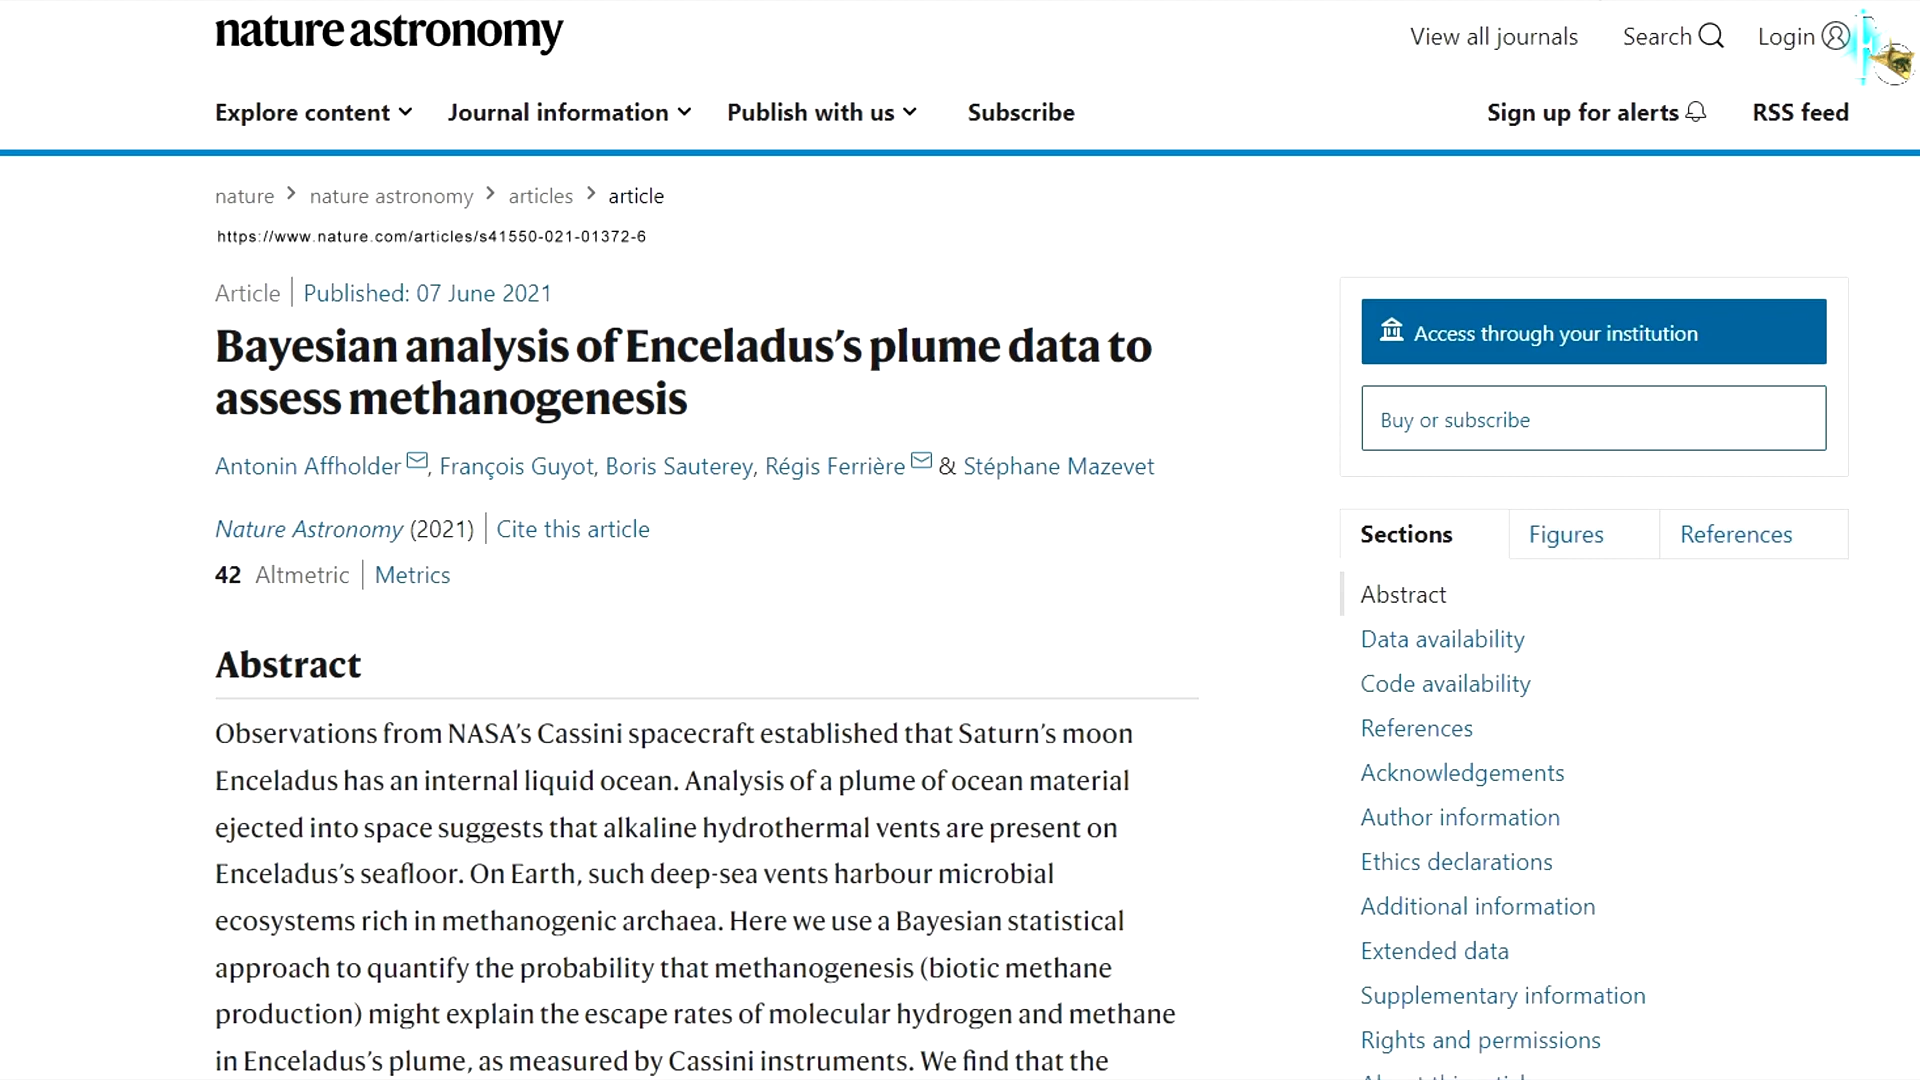 nature astronomy
View all journals
Search
Login
Explore content
Journal information
Publish with us
Subscribe
Sign up for alerts
RSS feed
nature > nature astronomy > articles > article
https://www.nature.com/articles/s41550-021-01372-6
Article | Published: 07 June 2021
Bayesian analysis of Enceladus’s plume data to
assess methanogenesis
Antonin Affholder, François Guyot, Boris Sauterey, Régis Ferrière & Stéphane Mazevet
Nature Astronomy (2021) | Cite this article
42 Altmetric | Metrics
Abstract
Observations from NASA’s Cassini spacecraft established that Saturn’s moon
Enceladus has an internal liquid ocean. Analysis of a plume of ocean material
ejected into space suggests that alkaline hydrothermal vents are present on
Enceladus’s seafloor. On Earth, such deep-sea vents harbour microbial
ecosystems rich in methanogenic archaea. Here we use a Bayesian statistical
approach to quantify the probability that methanogenesis (biotic methane
production) might explain the escape rates of molecular hydrogen and methane
in Enceladus’s plume, as measured by Cassini instruments. We find that the
Access through your institution
Buy or subscribe
Sections
Figures
References
Abstract
Data availability
Code availability
References
Acknowledgements
Author information
Ethics declarations
Additional information
Extended data
Supplementary information
Rights and permissions